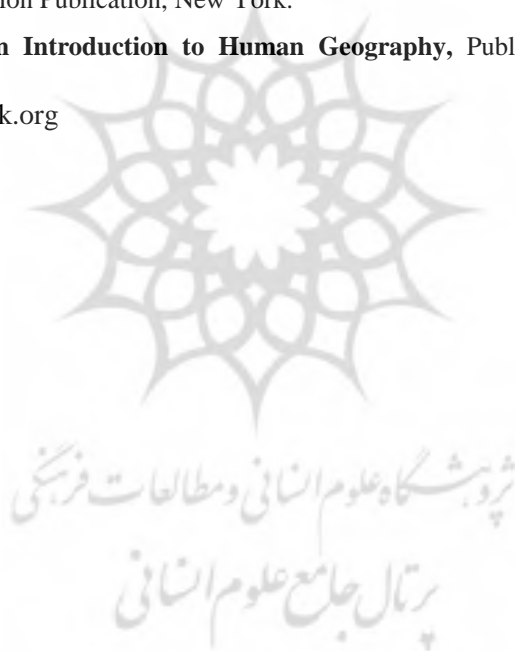 ion Publication, New York.
n Introduction to Human Geography, Publ
k.org
پژوهشگاه علوم انسانی و مطالعات فرهنگی
پرتال جامع علوم انسانی